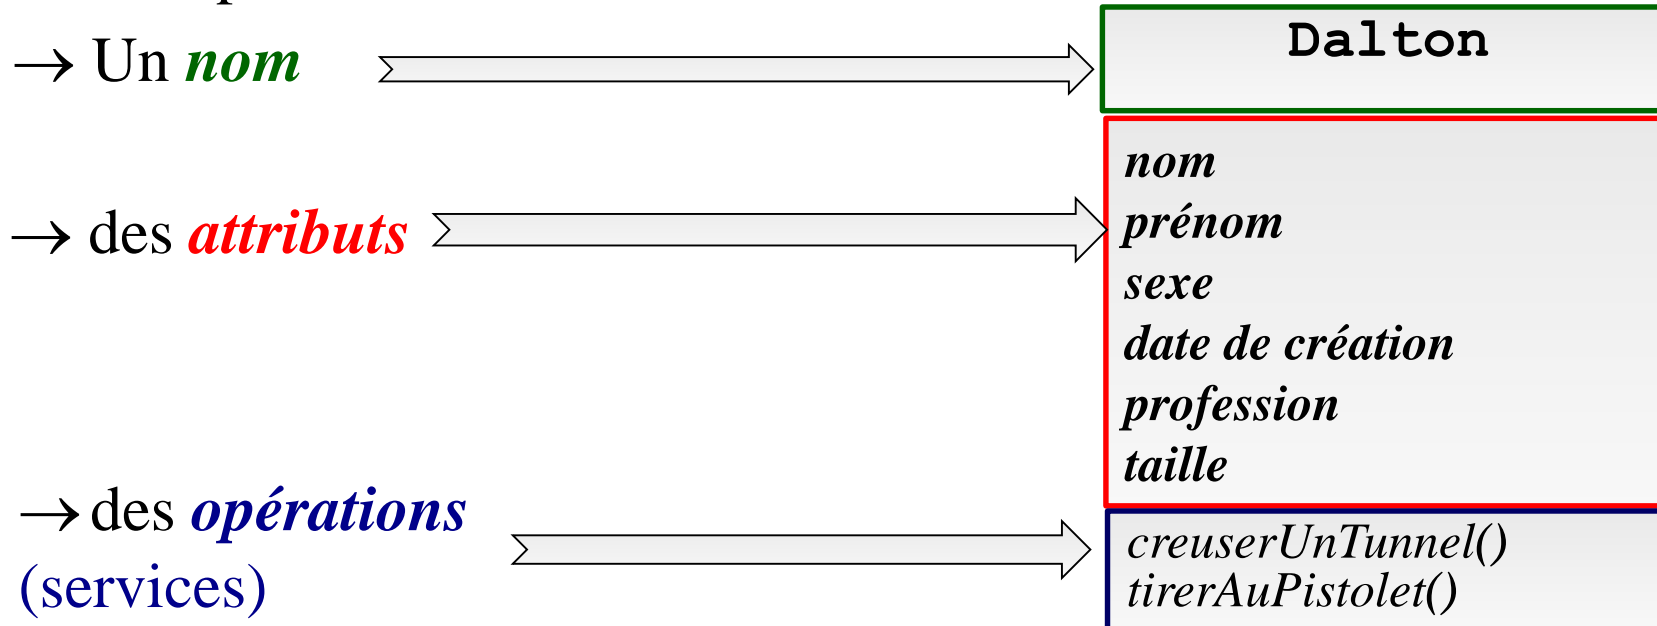 → Un nom
Dalton
→ des attributs
nom
prénom
sexe
date de création
profession
taille
→ des opérations
(services)
creuserUnTunnel()
tirerAuPistolet()